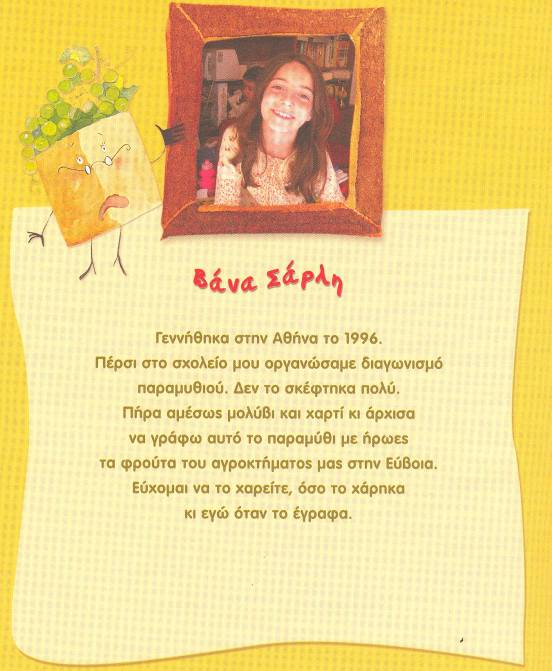 Βάνα Σάρλη
Γεννήθηκα στην Αθήνα το 1996.
Πέρσι στο σχολείο μου οργανώσαμε διαγωνισμό
παραμυθιού. Δεν το σκέφτηκα πολύ.
Πήρα αμέσως μολύβι και χαρτί κι άρχισα
να γράφω αυτό το παραμύθι με ήρωες
τα φρούτα του αγροκτήματος μας στην Εύβοια.
Εύχομαι να το χαρείτε, όσο το χάρηκα
κι εγώ όταν το έγραφα.